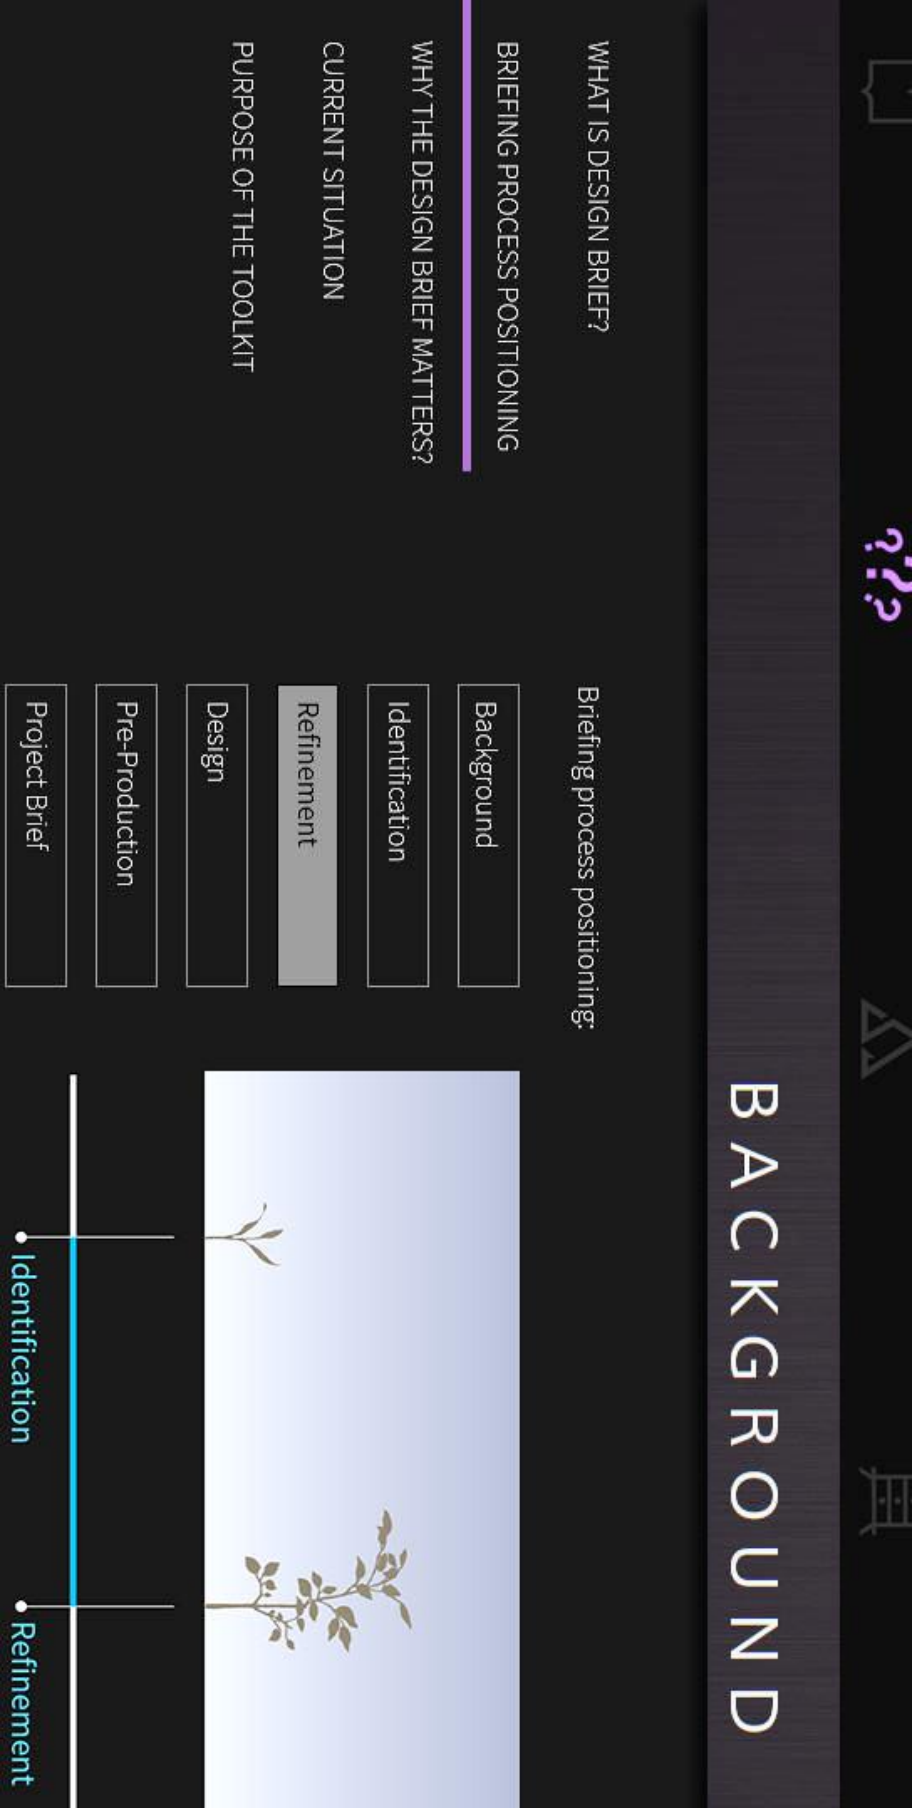 ???
BACKGROUND
WHAT IS DESIGN BRIEF?
BRIEFING PROCESS POSITIONING
WHY THE DESIGN BRIEF MATTERS?
CURRENT SITUATION
PURPOSE OF THE TOOLKIT
Briefing process positioning:
Background
Identification
Refinement
Design
Pre-Production
Project Brief
Identification
Refinement